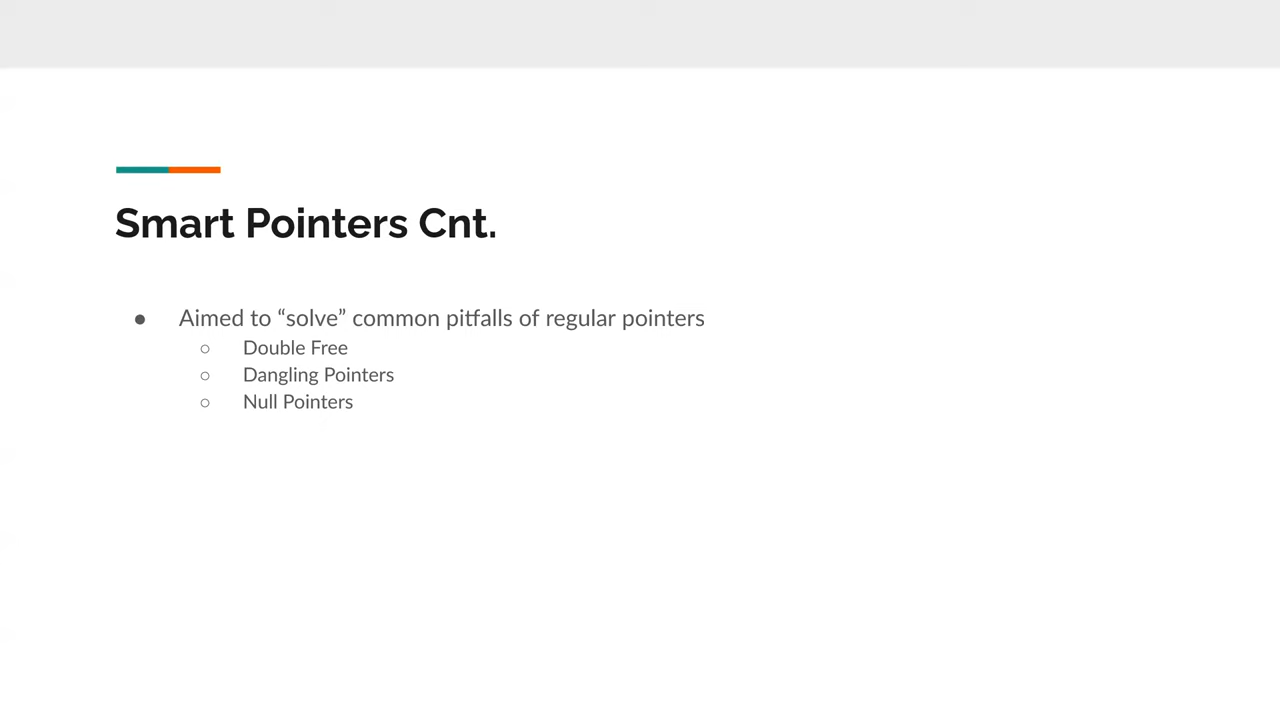 Smart Pointers Cnt.
● Aimed to “solve” common pitfalls of regular pointers
○ Double Free
○ Dangling Pointers
○ Null Pointers